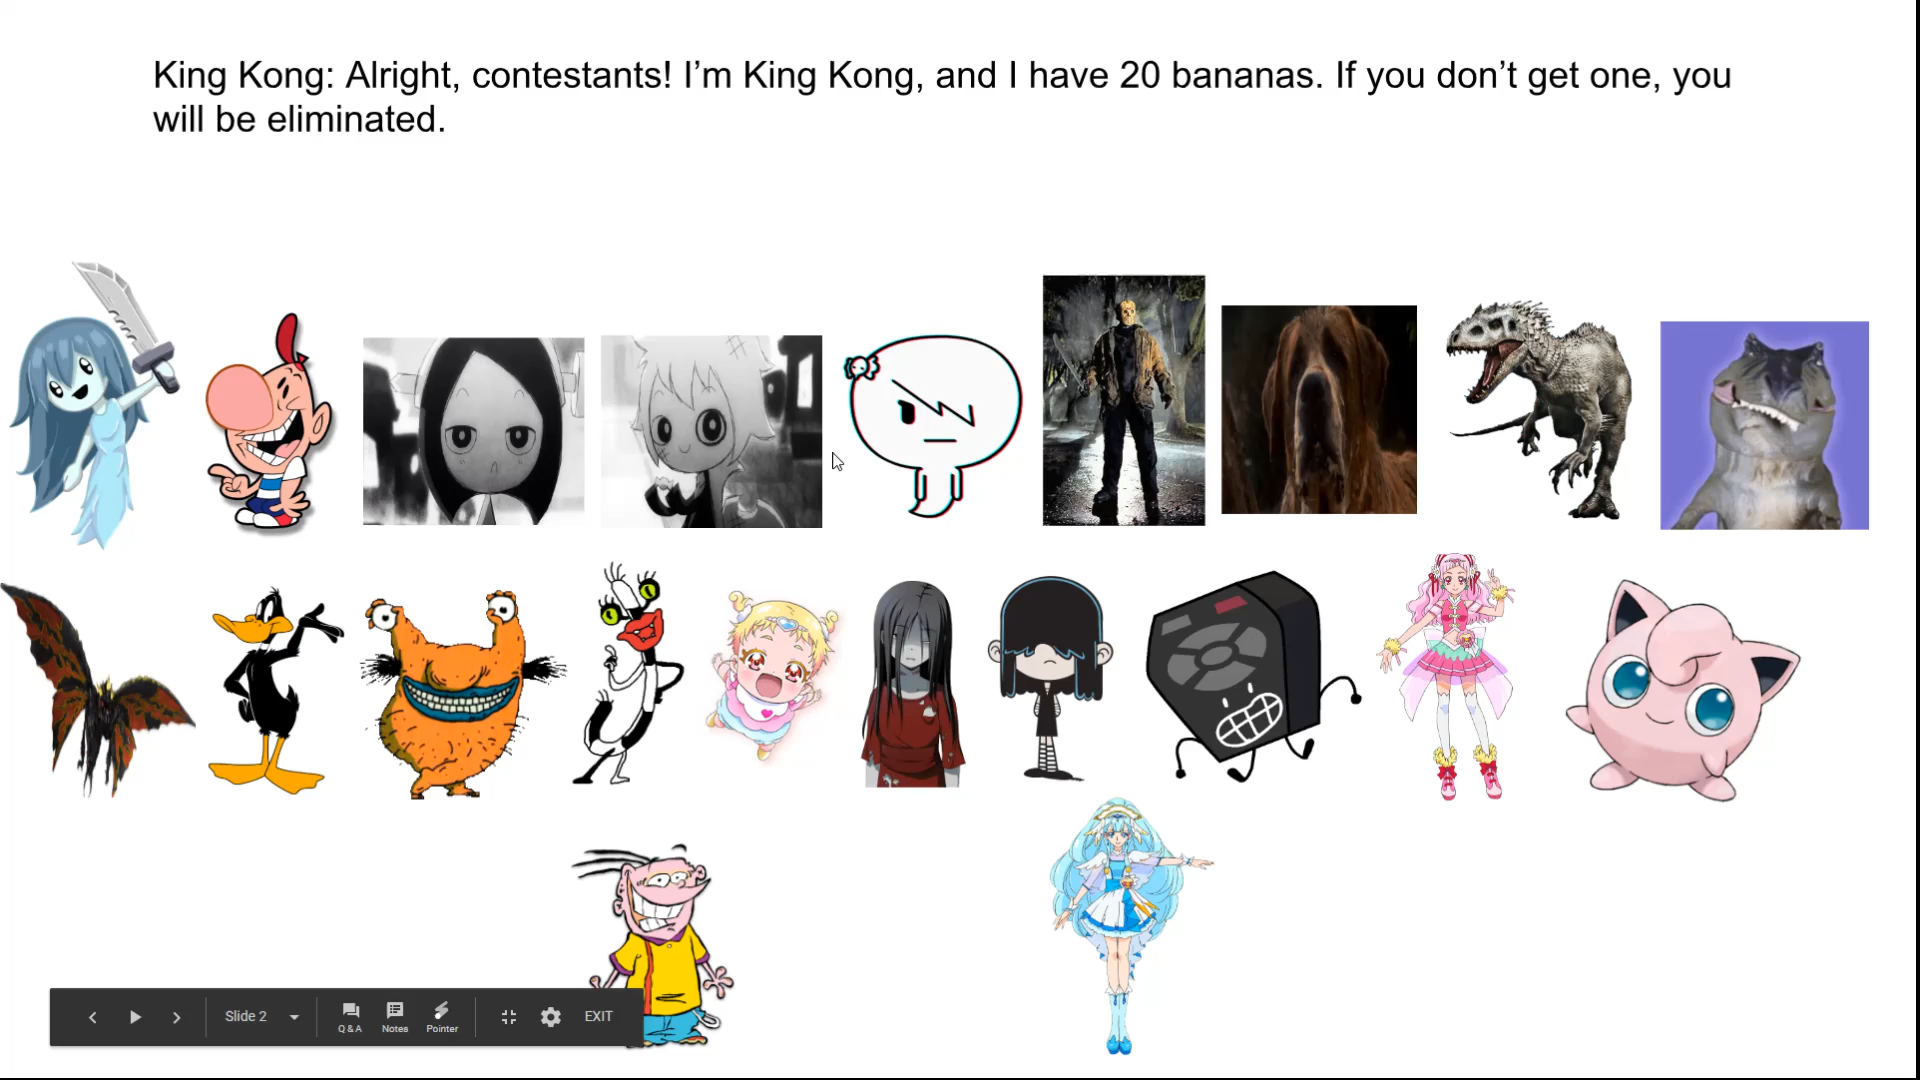 King Kong: Alright, contestants! I’m King Kong, and I have 20 bananas. If you don’t get one, you
will be eliminated.
Slide 2
Q & A
Notes
Pointer
EXIT